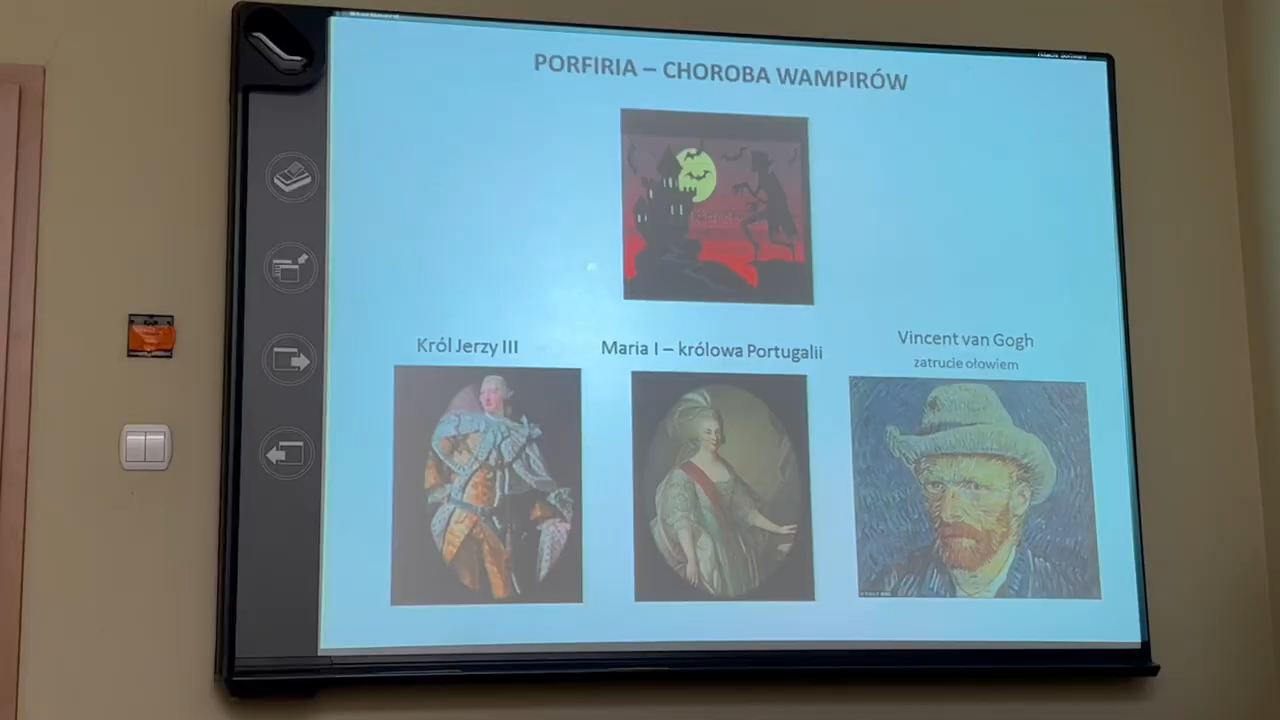 PORFIRIA – CHOROBA WAMPIRÓW
Król Jerzy III
Maria I – królowa Portugalii
Vincent van Gogh
zatrucie ołowiem